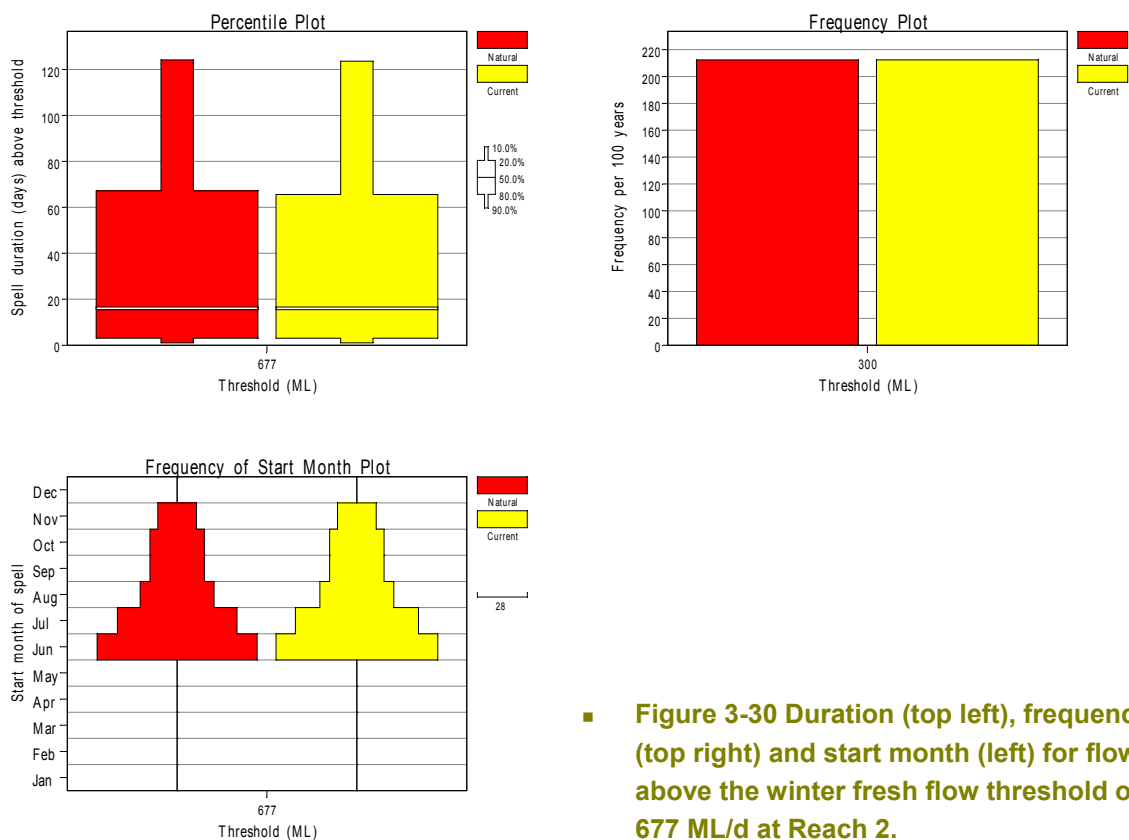 Percentile Plot
Spell duration (days) above threshold
120
100
80
60
40
20
0
677
Threshold (ML)
Natural
Current
10.0%
20.0%
50.0%
80.0%
90.0%
Frequency Plot
Frequency per 100 years
220
200
180
160
140
120
100
80
60
40
20
0
300
Threshold (ML)
Natural
Current
Frequency of Start Month Plot
Start month of spell
Dec
Nov
Oct
Sep
Aug
Jul
Jun
May
Apr
Mar
Feb
Jan
677
Threshold (ML)
Natural
Current
28
▪ Figure 3-30 Duration (top left), frequenc
(top right) and start month (left) for flow
above the winter fresh flow threshold o
677 ML/d at Reach 2.